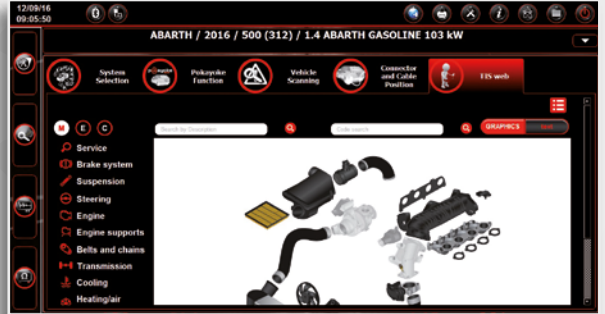 12/09/16
09:05:50
ABARTH / 2016 / 500 (312) / 1.4 ABARTH GASOLINE 103 kW
System
Selection
Pokayoke
Function
Vehicle
Scanning
Connector
and Cable
Position
EIS web
M E C
Search by Description
Code search
GRAPHICS
Service
Brake system
Suspension
Steering
Engine
Engine supports
Belts and chains
Transmission
Cooling
Heating/air